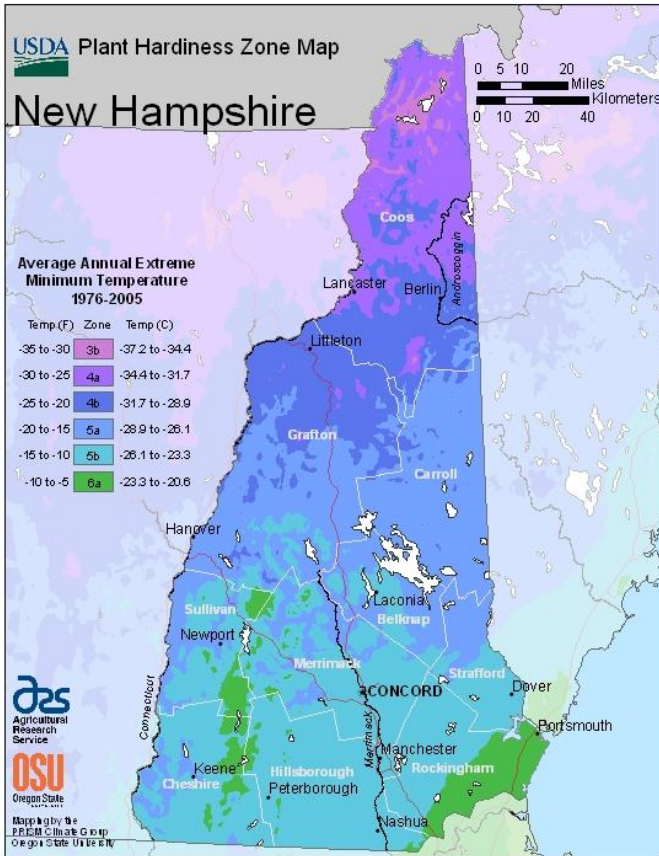 USDA Plant Hardiness Zone Map
New Hampshire
0 5 10 20
Miles
Kilometers
0 10 20 40
Coos
Androscoggin
Average Annual Extreme
Minimum Temperature
1976-2005
Temp (F) Zone Temp (C)
-35 to -30 3b -37.2 to -34.4
-30 to -25 4a -34.4 to -31.7
-25 to -20 4b -31.7 to -28.9
-20 to -15 5a -28.9 to -26.1
-15 to -10 5b -26.1 to -23.3
-10 to -5 6a -23.3 to -20.6
Lancaster
Berlin
Littleton
Grafton
Carroll
Hanover
Sullivan
Laconia
Belknap
Newport
Merrimack
Strafford
CONCORD
Dover
Connecticut
Merrimack
Portsmouth
Manchester
Keene
Hillsborough
Rockingham
Cheshire
Peterborough
Nashua
ars
Agricultural
Research
Service
OSU
Oregon State
Mapping by the
PRISM Climate Group
Oregon State University